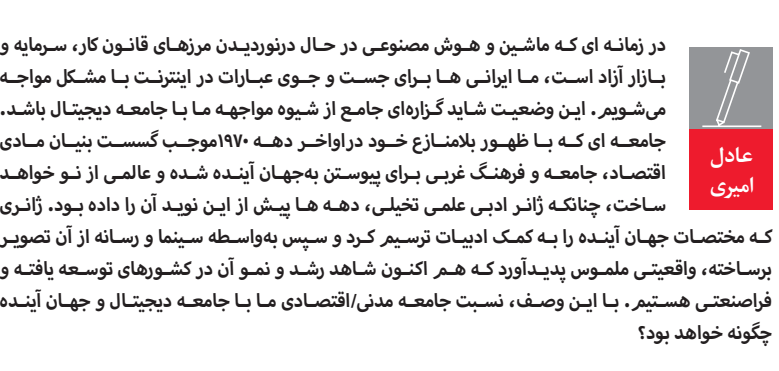 عادل
امیری
در زمانه ای که ماشین و هوش مصنوعی در حال درنوردیدن مرزهای قانون کار، سرمایه و
بازار آزاد است، ما ایرانی ها برای جست و جوی عبارات در اینترنت با مشکل مواجه
می‌شویم. این وضعیت شاید گزاره‌ای جامع از شیوه مواجهه ما با جامعه دیجیتال باشد.
جامعه ای که با ظهور بلامنازع خود دراواخر دهه ۱۹۷۰موجب گسست بنیان مادی
اقتصاد، جامعه و فرهنگ غربی برای پیوستن به‌جهان آینده شده و عالمی از نو خواهد
ساخت، چنانکه ژانر ادبی علمی تخیلی، دهه ها پیش از این نوید آن را داده بود. ژانری
که مختصات جهان آینده را به کمک ادبیات ترسیم کرد و سپس به‌واسطه سینما و رسانه از آن تصویر
برساخته، واقعیتی ملموس پدیدآورد که هم اکنون شاهد رشد و نمو آن در کشورهای توسعه یافته و
فراصنعتی هستیم. با این وصف، نسبت جامعه مدنی/اقتصادی ما با جامعه دیجیتال و جهان آینده
چگونه خواهد بود؟